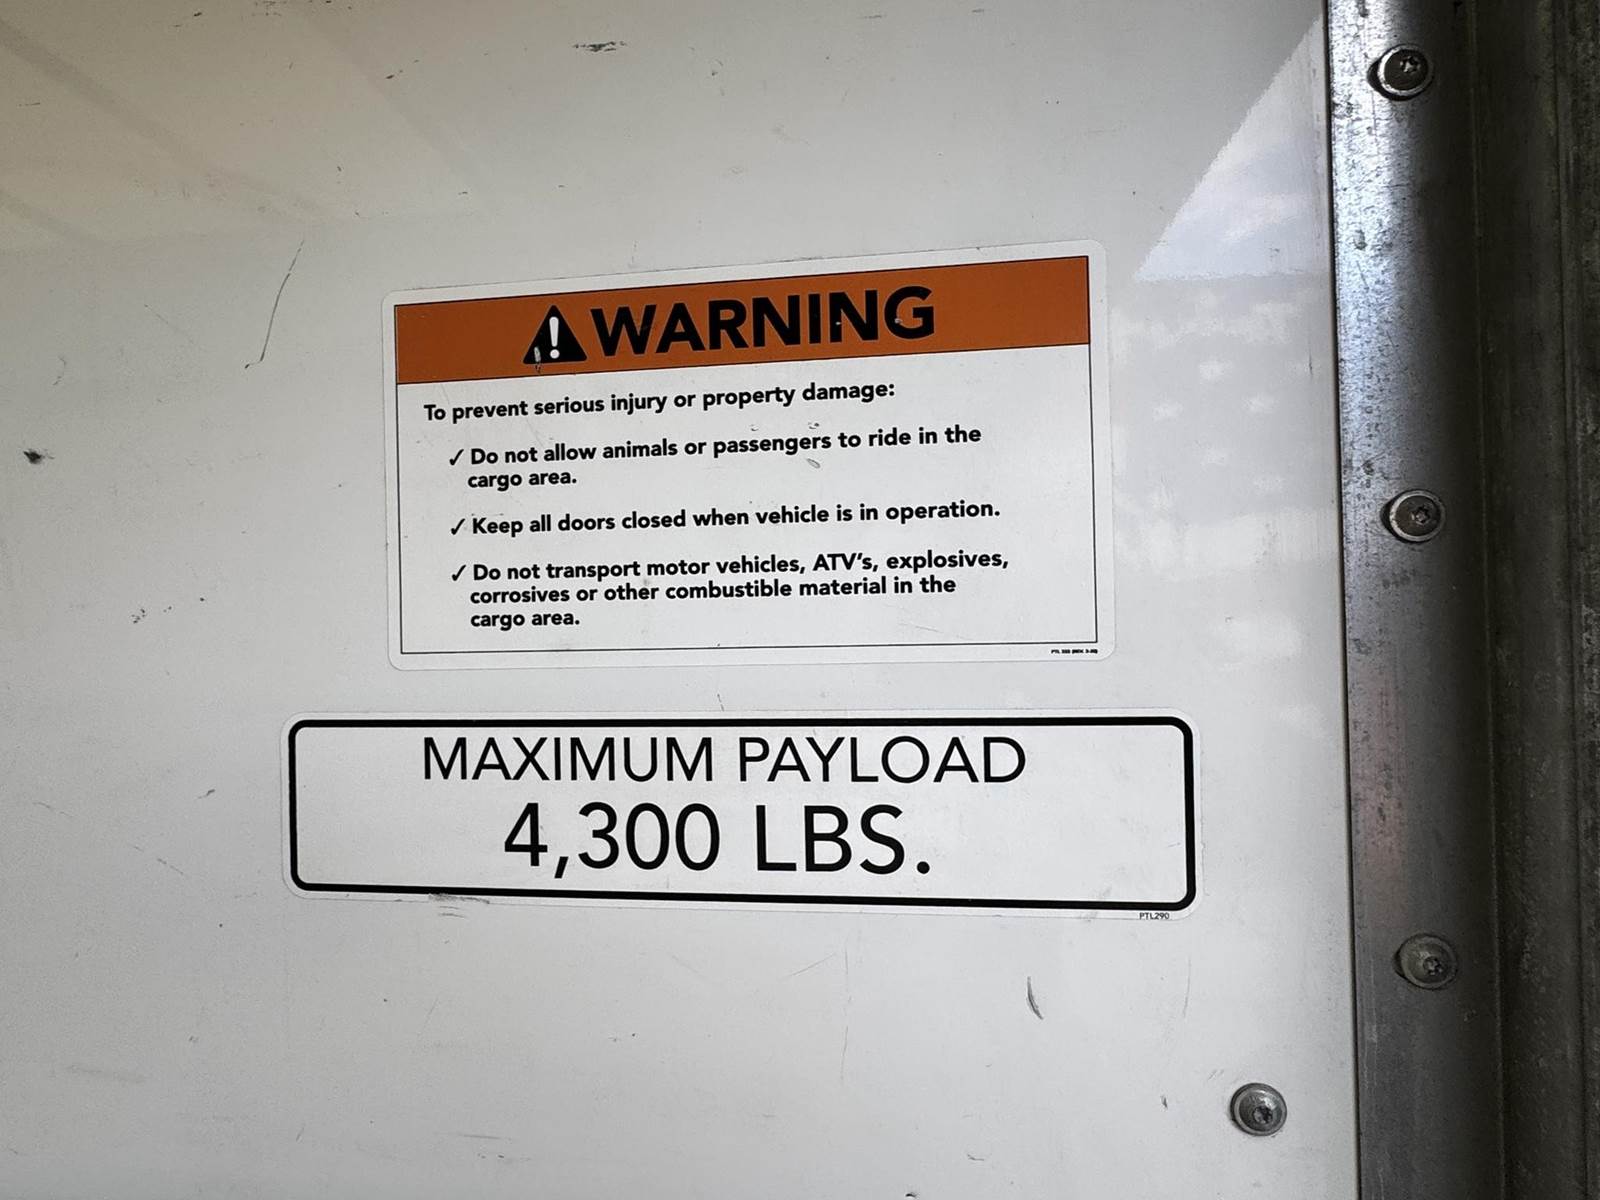 WARNING
To prevent serious injury or property damage:
✓ Do not allow animals or passengers to ride in the
cargo area.
✓ Keep all doors closed when vehicle is in operation.
✓ Do not transport motor vehicles, ATV's, explosives,
corrosives or other combustible material in the
cargo area.
MAXIMUM PAYLOAD
4,300 LBS.
PTL290